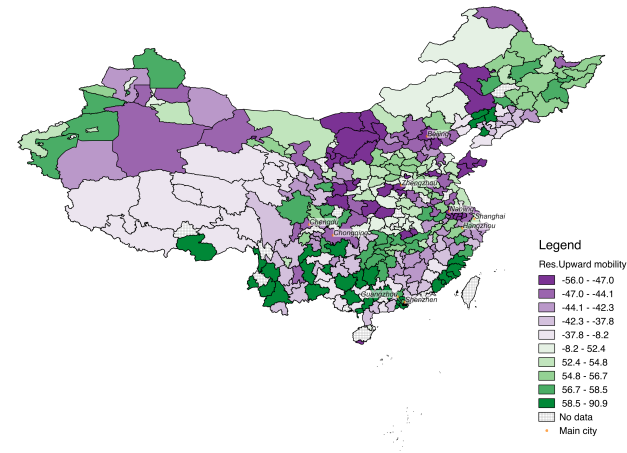 Beijing
Zhengzhou
Nanjing
Shanghai
Hangzhou
Chengdu
Chongqing
Guangzhou
Shenzhen
Legend
Res.Upward mobility
-56.0 - -47.0
-47.0 - -44.1
-44.1 - -42.3
-42.3 - -37.8
-37.8 - -8.2
-8.2 - 52.4
52.4 - 54.8
54.8 - 56.7
56.7 - 58.5
58.5 - 90.9
No data
Main city